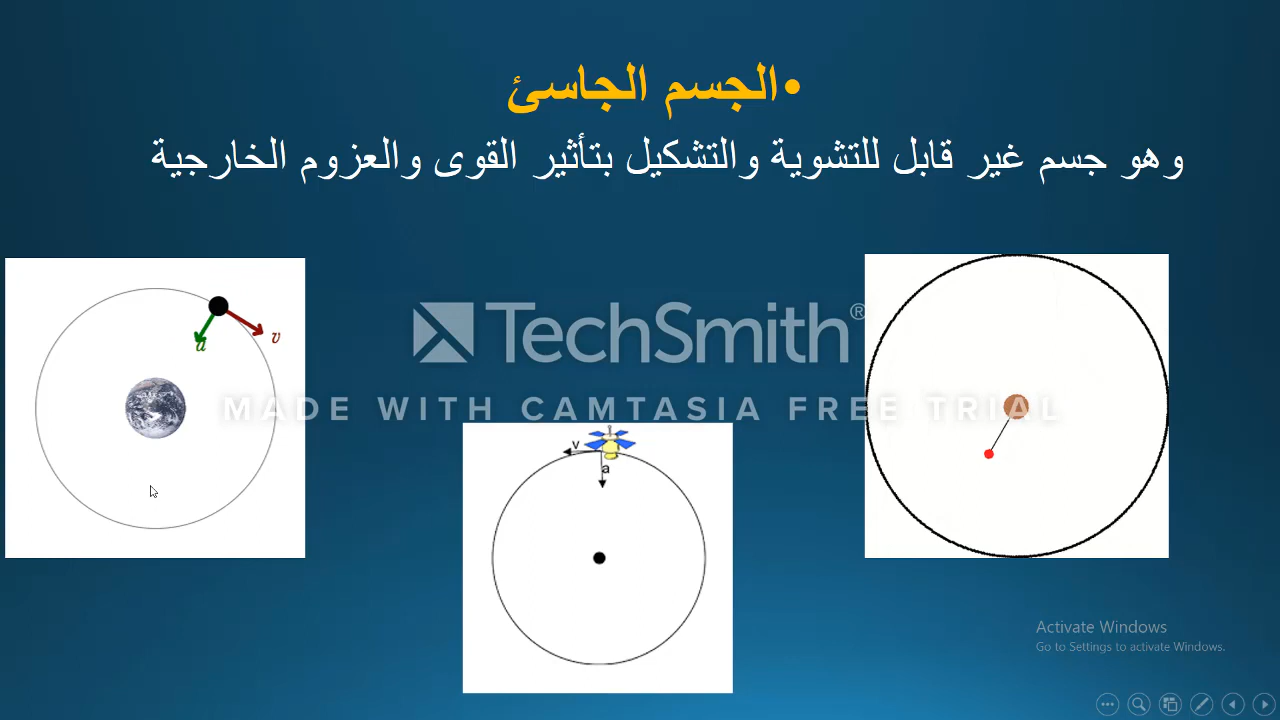 •الجسم الجاسئ
وهو جسم غير قابل للتشوية والتشكيل بتأثير القوى والعزوم الخارجية
TechSmith®
MADE WITH CAMTASIA FREE TRIAL
a
v
v
a
Activate Windows
Go to Settings to activate Windows.